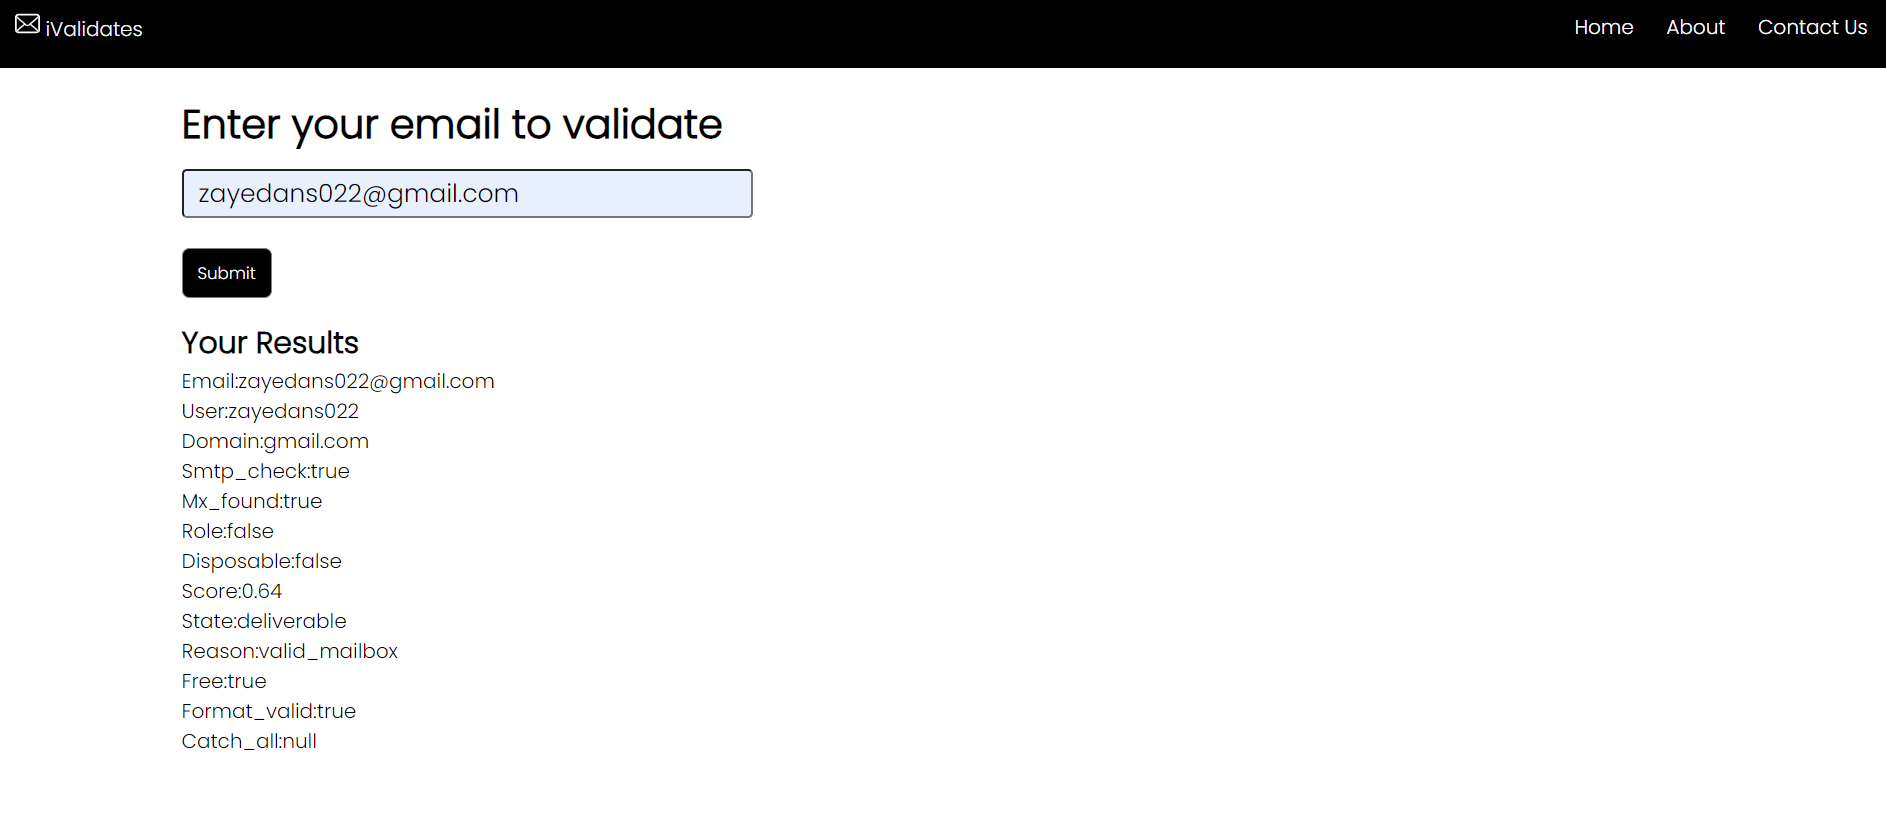 iValidates
Home About Contact Us
Enter your email to validate
zayedans022@gmail.com
Submit
Your Results
Email:zayedans022@gmail.com
User:zayedans022
Domain:gmail.com
Smtp_check:true
Mx_found:true
Role:false
Disposable:false
Score:0.64
State:deliverable
Reason:valid_mailbox
Free:true
Format_valid:true
Catch_all:null